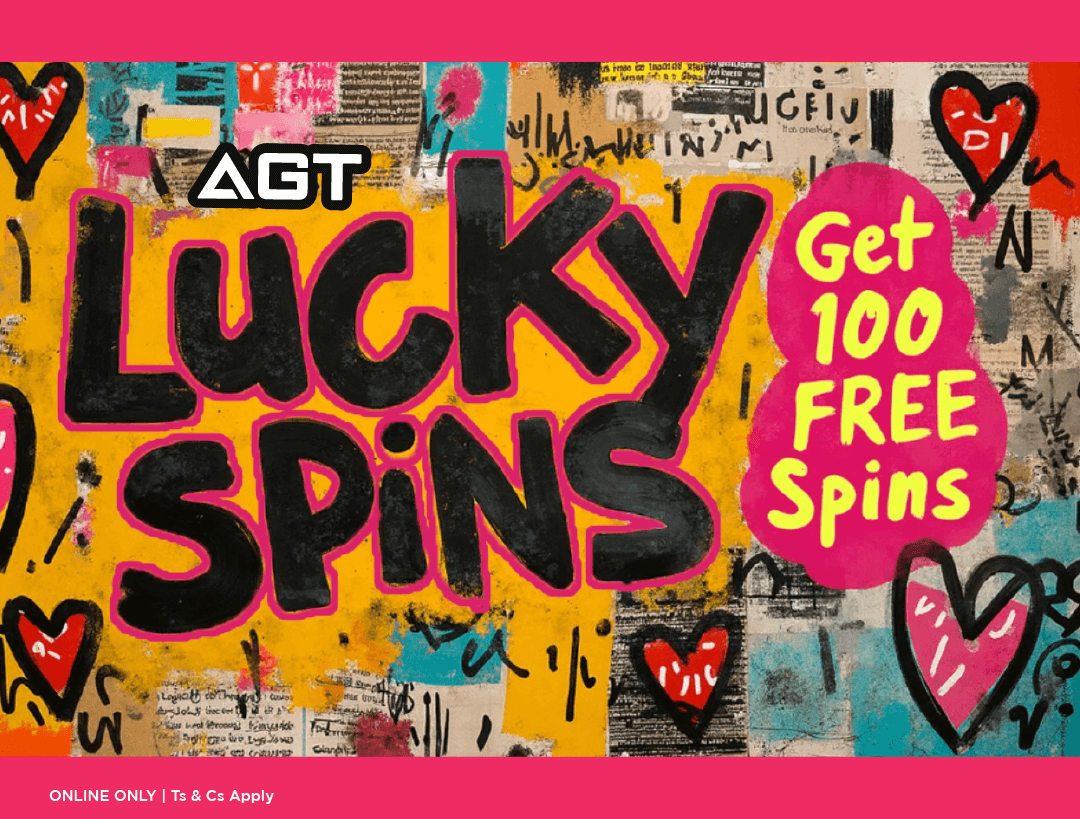 AGT
LUCKY
SPiNS
Get
100
FREE
Spins
ONLINE ONLY | Ts & Cs Apply